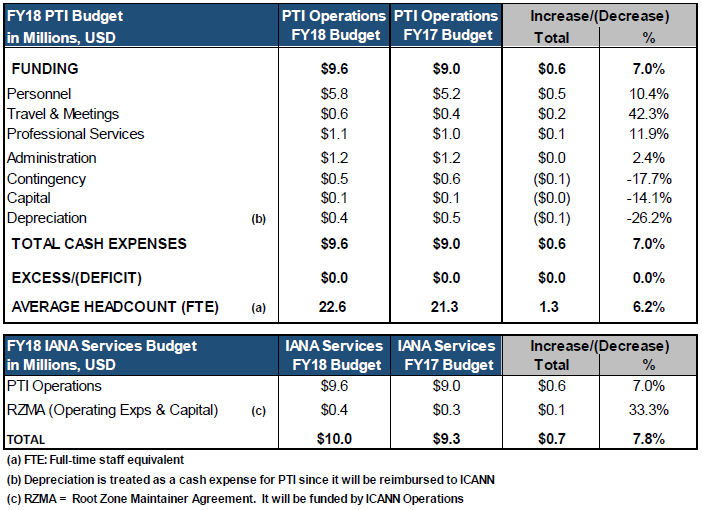 FY18 PTI Budget PTI Operations PTI Operations Increase/(Decrease)
in Millions, USD FY18 Budget FY17 Budget Total %
FUNDING $9.6 $9.0 $0.6 7.0%
Personnel $5.8 $5.2 $0.5 10.4%
Travel & Meetings $0.6 $0.4 $0.2 42.3%
Professional Services $1.1 $1.0 $0.1 11.9%
Administration $1.2 $1.2 $0.0 2.4%
Contingency $0.5 $0.6 ($0.1) -17.7%
Capital $0.1 $0.1 ($0.0) -14.1%
Depreciation (b) $0.4 $0.5 ($0.1) -26.2%
TOTAL CASH EXPENSES $9.6 $9.0 $0.6 7.0%
EXCESS/(DEFICIT) $0.0 $0.0 $0.0 0.0%
AVERAGE HEADCOUNT (FTE) (a) 22.6 21.3 1.3 6.2%
FY18 IANA Services Budget IANA Services IANA Services Increase/(Decrease)
in Millions, USD FY18 Budget FY17 Budget Total %
PTI Operations $9.6 $9.0 $0.6 7.0%
RZMA (Operating Exps & Capital) (c) $0.4 $0.3 $0.1 33.3%
TOTAL $10.0 $9.3 $0.7 7.8%
(a) FTE: Full-time staff equivalent
(b) Depreciation is treated as a cash expense for PTI since it will be reimbursed to ICANN
(c) RZMA = Root Zone Maintainer Agreement. It will be funded by ICANN Operations